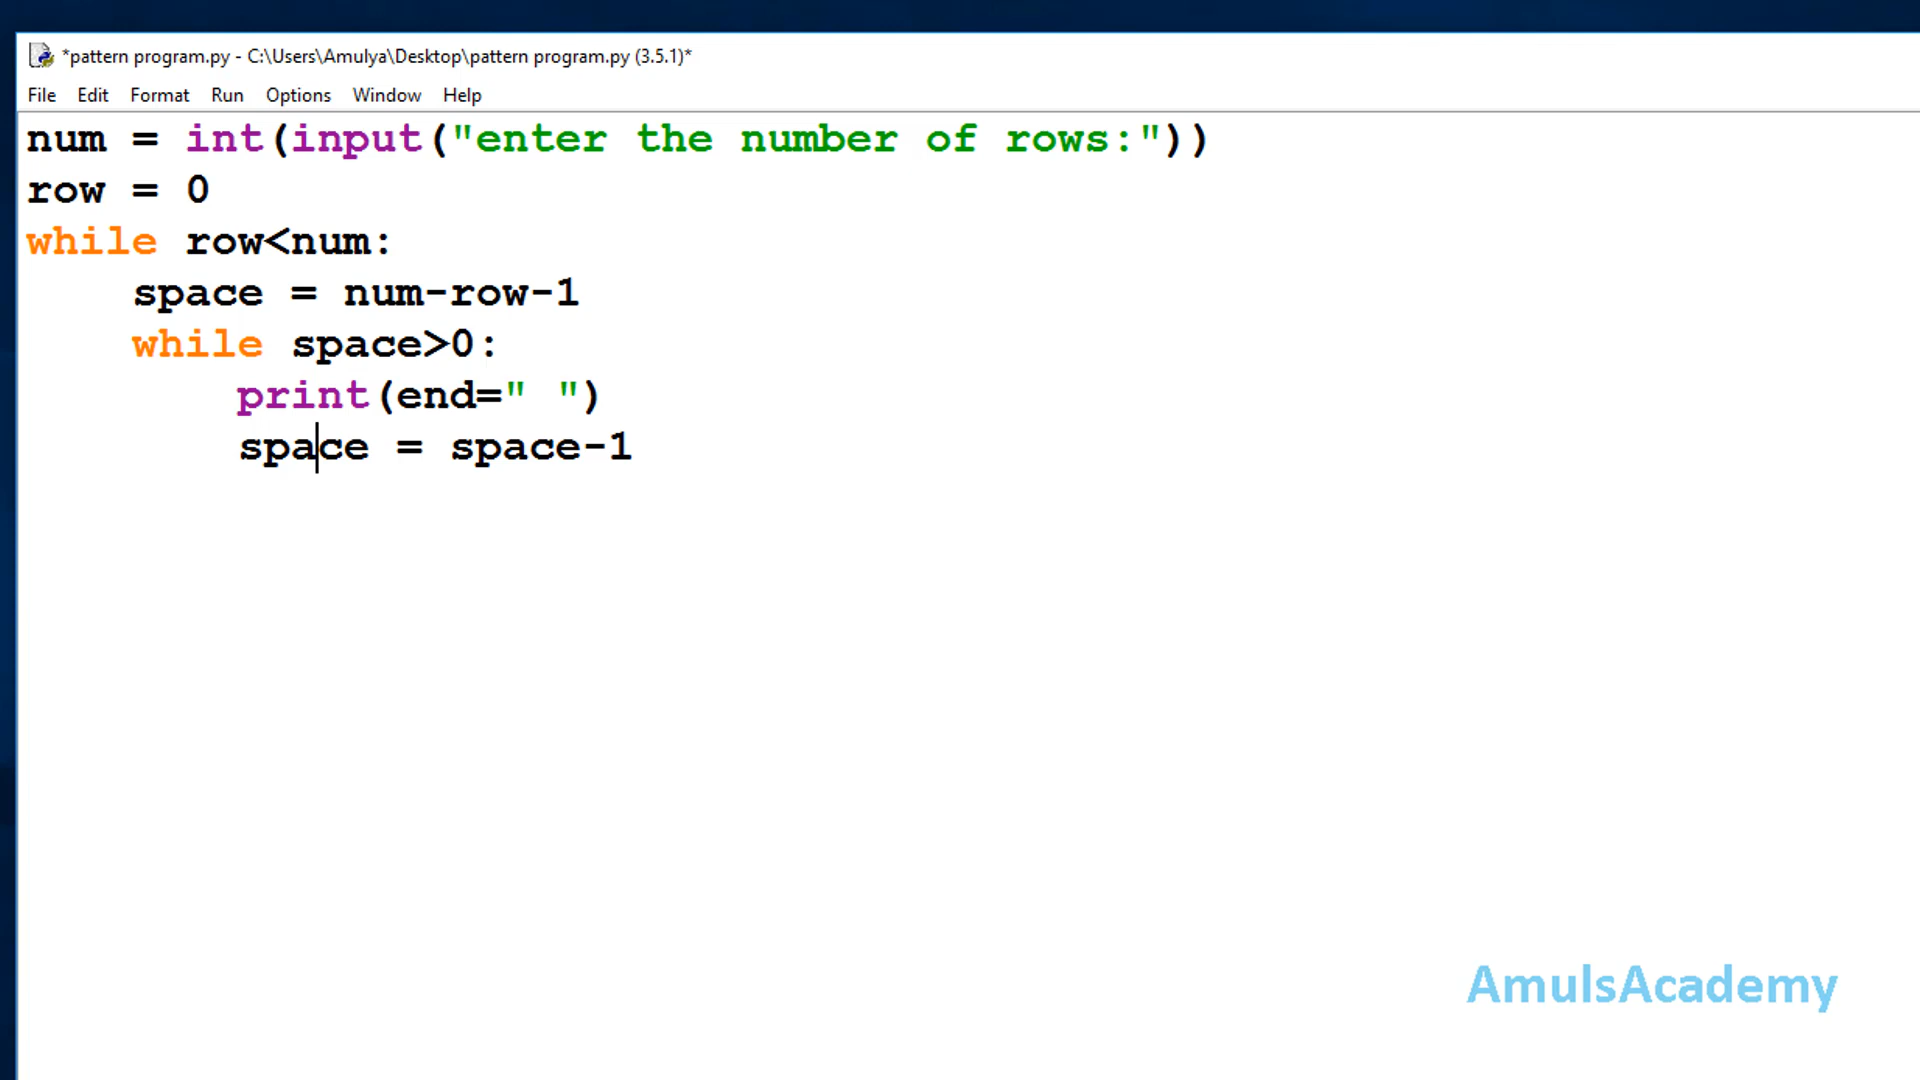 *pattern program.py - C:\Users\Amulya\Desktop\pattern program.py (3.5.1)*
File Edit Format Run Options Window Help
num = int(input("enter the number of rows:"))
row = 0
while row<num:
    space = num-row-1
    while space>0:
        print(end=" ")
        space = space-1
AmulsAcademy